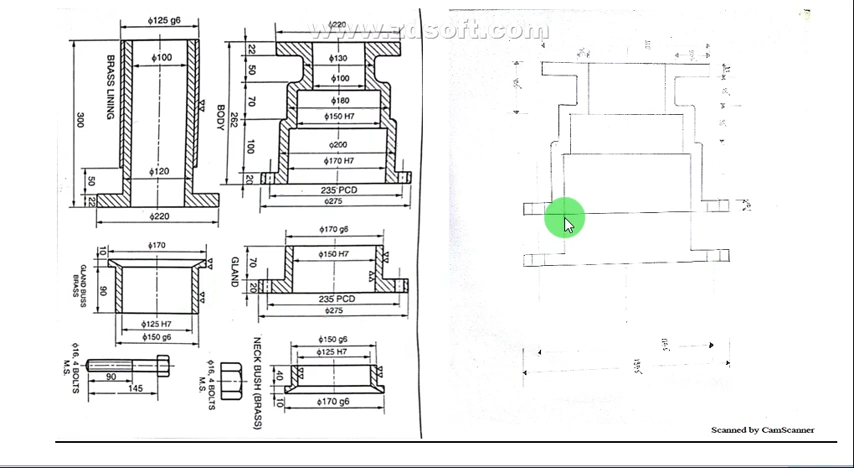 www.zdsoft.com
ϕ125 g6
ϕ100
BRASS LINING
300
ϕ120
50
22
ϕ220
ϕ220
22
ϕ130
50
ϕ100
70
ϕ180
ϕ150 H7
BODY
262
ϕ200
100
ϕ170 H7
20
235 PCD
ϕ275
ϕ170
10
GLAND BUSS
BRASS
90
ϕ125 H7
ϕ150 g6
ϕ170 g6
ϕ150 H7
70
GLAND
20
235 PCD
ϕ275
ϕ16, 4 BOLTS
M.S.
90
145
ϕ16, 4 BOLTS
M.S.
NECK BUSH (BRASS)
ϕ150 g6
ϕ125 H7
40
10
ϕ170 g6
Scanned by CamScanner